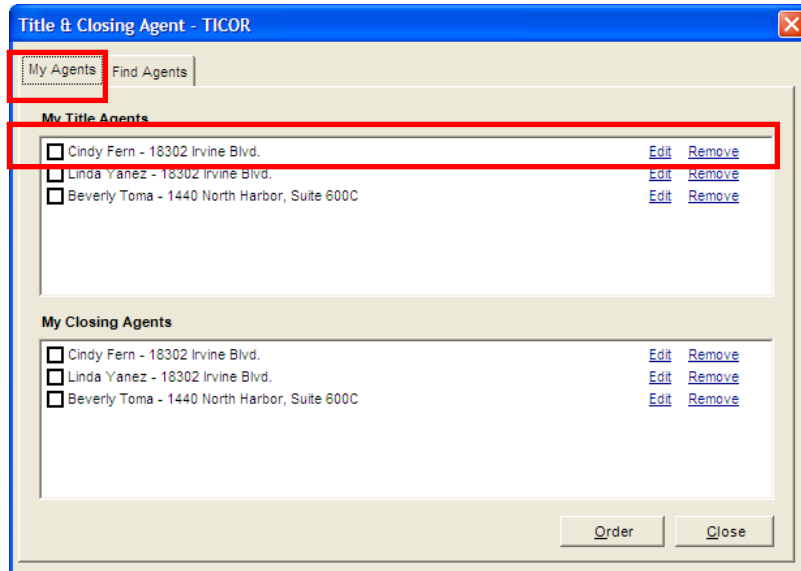 Title & Closing Agent - TICOR
My Agents Find Agents
My Title Agents
Cindy Fern - 18302 Irvine Blvd. Edit Remove
Linda Yanez - 18302 Irvine Blvd. Edit Remove
Beverly Toma - 1440 North Harbor, Suite 600C Edit Remove
My Closing Agents
Cindy Fern - 18302 Irvine Blvd. Edit Remove
Linda Yanez - 18302 Irvine Blvd. Edit Remove
Beverly Toma - 1440 North Harbor, Suite 600C Edit Remove
Order Close